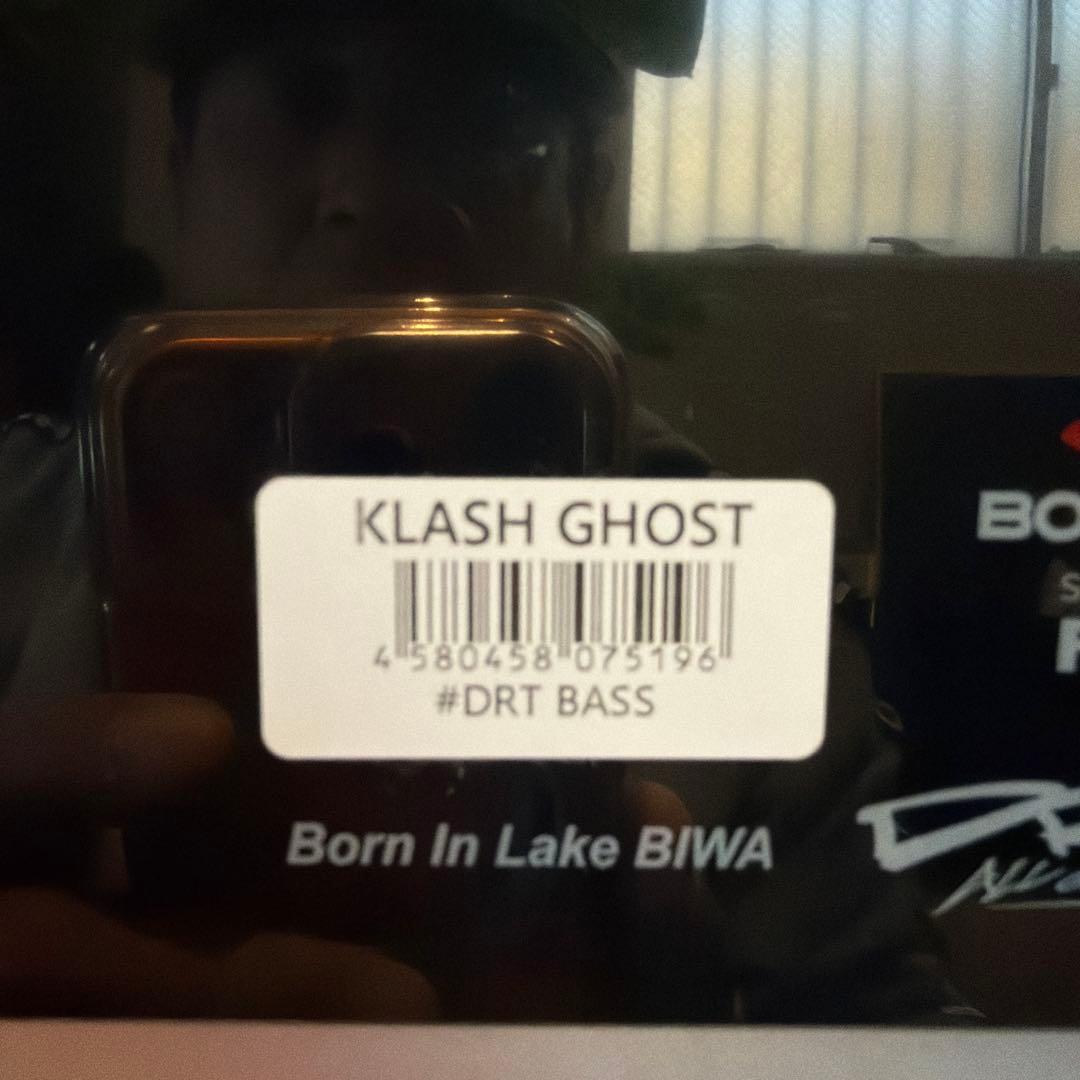 KLASH GHOST
4 580458 075196
#DRT BASS
Born In Lake BIWA